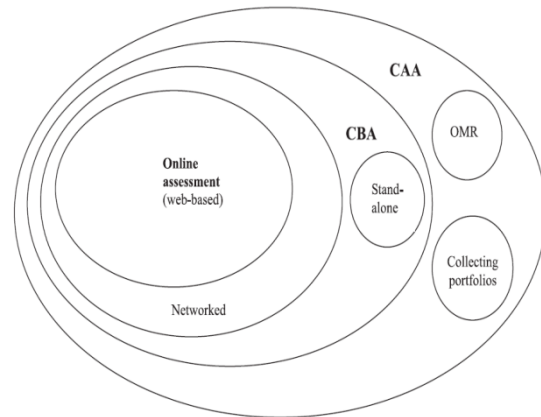 CAA
OMR
CBA
Online
assessment
(web-based)
Stand-
alone
Collecting
portfolios
Networked